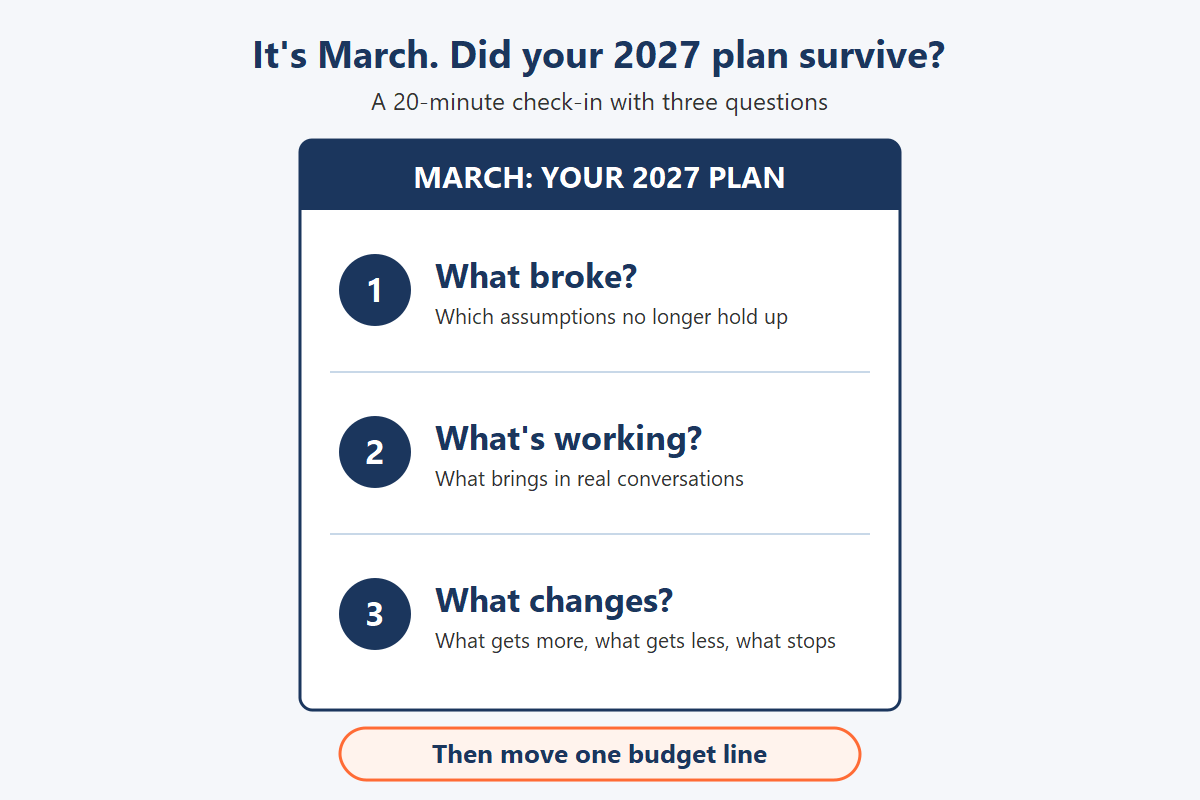 It's March. Did your 2027 plan survive?
A 20-minute check-in with three questions
MARCH: YOUR 2027 PLAN
1
What broke?
Which assumptions no longer hold up
2
What's working?
What brings in real conversations
3
What changes?
What gets more, what gets less, what stops
Then move one budget line